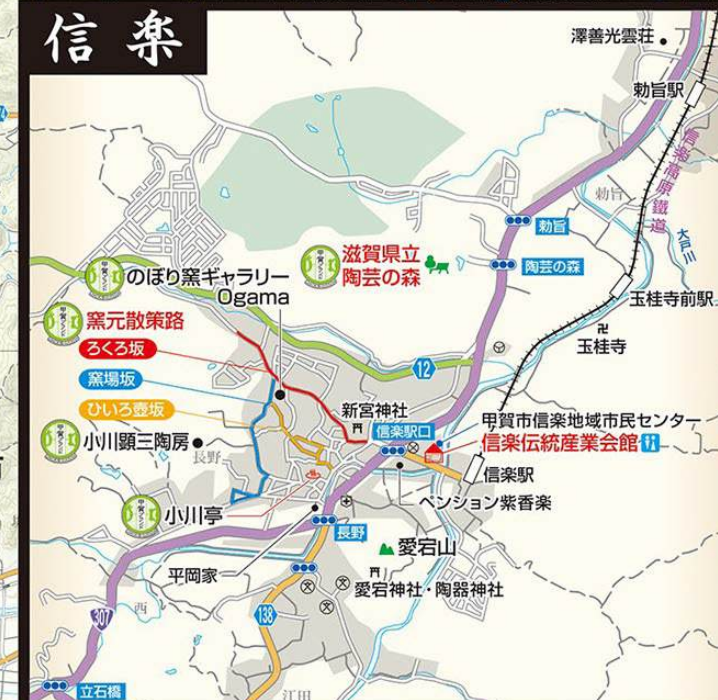 信楽
澤善光雲荘
勅旨駅
信楽高原鐵道
勅旨
大戸川
勅旨
陶芸の森
滋賀県立
陶芸の森
のぼり窯ギャラリー
Ogama
玉桂寺前駅
玉桂寺
窯元散策路
ろくろ坂
窯場坂
ひいろ壺坂
12
新宮神社
信楽駅口
甲賀市信楽地域市民センター
信楽伝統産業会館
小川顕三陶房
長野
信楽駅
ペンション紫香楽
小川亭
長野
愛宕山
平岡家
愛宕神社・陶器神社
西
307
138
江田
立石橋